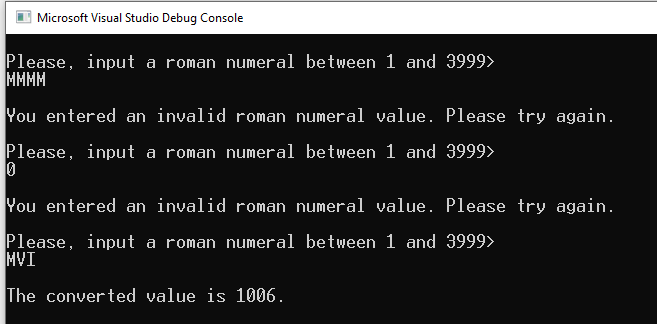 Microsoft Visual Studio Debug Console
Please, input a roman numeral between 1 and 3999>
MMMM
You entered an invalid roman numeral value. Please try again.
Please, input a roman numeral between 1 and 3999>
0
You entered an invalid roman numeral value. Please try again.
Please, input a roman numeral between 1 and 3999>
MVI
The converted value is 1006.